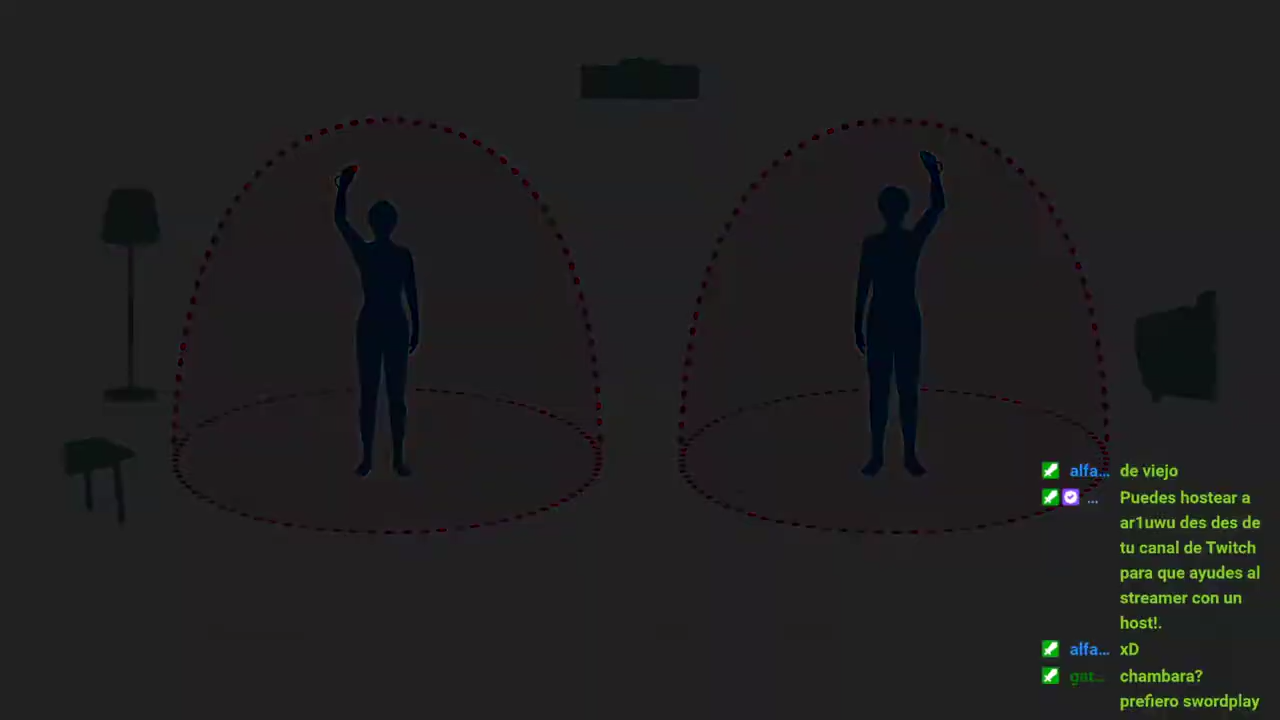 alfa... de viejo
... Puedes hostear a
ar1uwu des des de
tu canal de Twitch
para que ayudes al
streamer con un
host!.
alfa... xD
gat... chambara?
prefiero swordplay